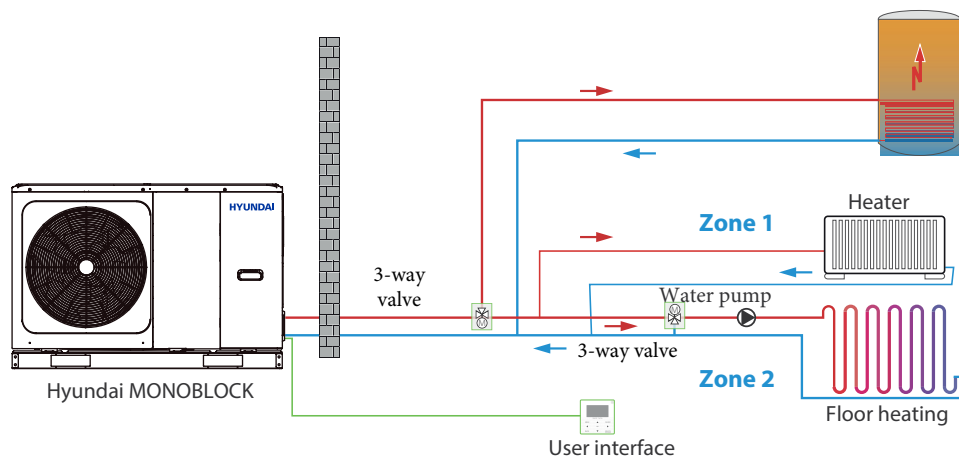 HYUNDAI
Heater
Zone 1
3-way
valve
Water pump
M
M
3-way valve
Zone 2
Hyundai MONOBLOCK
Floor heating
User interface